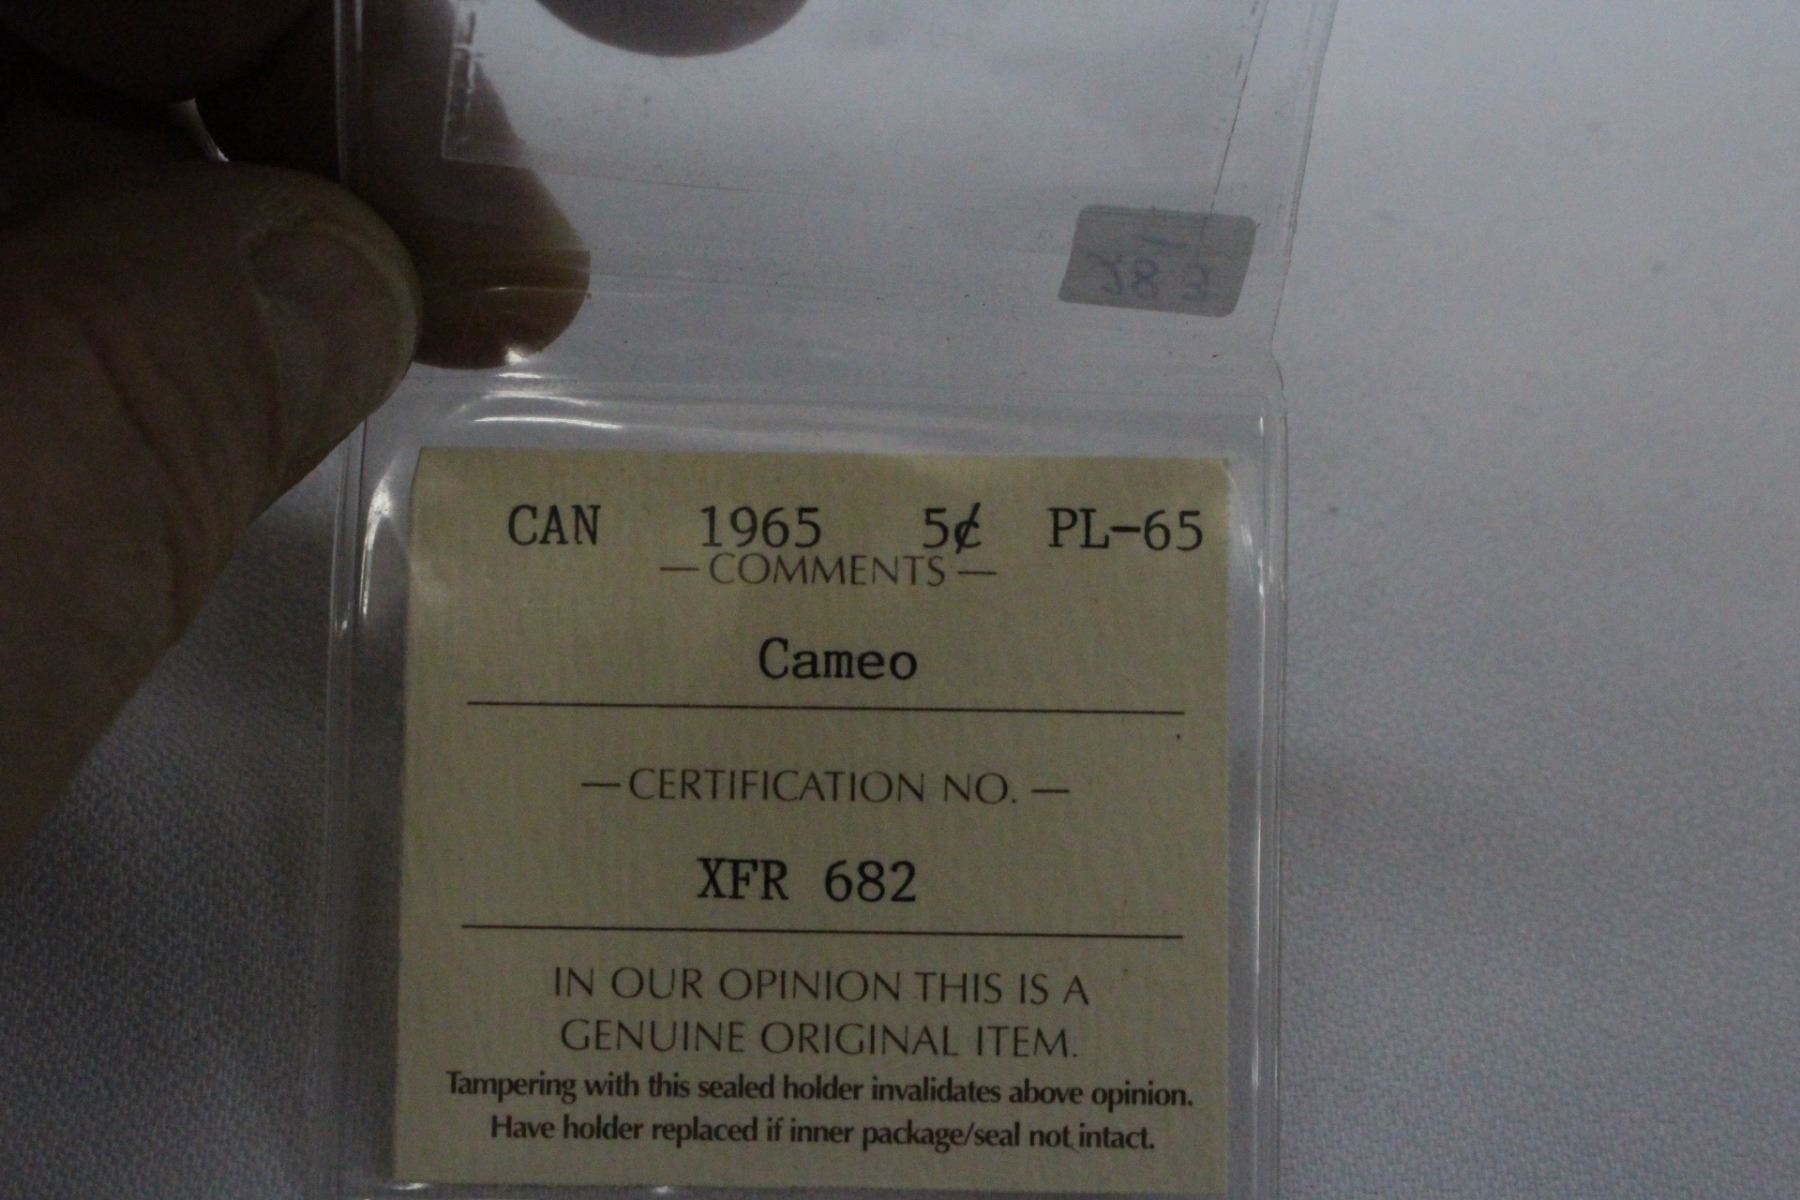 CAN 1965 5¢ PL-65
—COMMENTS—
Cameo
—CERTIFICATION NO.—
XFR 682
IN OUR OPINION THIS IS A
GENUINE ORIGINAL ITEM.
Tampering with this sealed holder invalidates above opinion.
Have holder replaced if inner package/seal not intact.